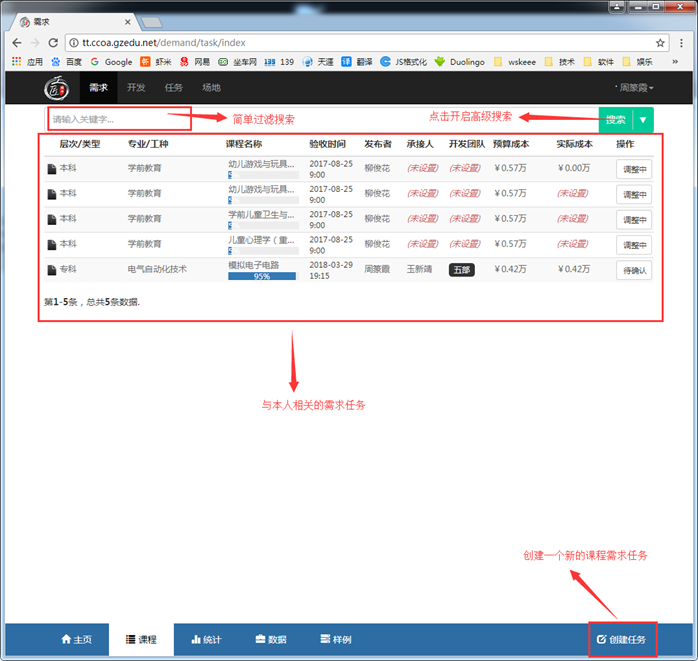 需求
tt.ccoa.gzedu.net/demand/task/index
应用 百度 Google 虾米 网易 坐车网 139 139 天涯 译 翻译 JS格式化 Duolingo wskeee 技术 软件 娱乐 »
需求 开发 任务 场地 周蒙霞
请输入关键字... 简单过滤搜索 点击开启高级搜索 搜索
层次/类型 专业/工种 课程名称 验收时间 发布者 承接人 开发团队 预算成本 实际成本 操作
本科 学前教育 幼儿游戏与玩具... 2017-08-25 柳俊花 (未设置) (未设置) ￥0.57万 ￥0.00万 调整中
9:00
本科 学前教育 幼儿游戏与玩具... 2017-08-25 柳俊花 (未设置) (未设置) ￥0.57万 (未设置) 调整中
9:00
本科 学前教育 学前儿童卫生与... 2017-08-25 柳俊花 (未设置) (未设置) ￥0.57万 (未设置) 调整中
9:00
本科 学前教育 儿童心理学（重... 2017-08-25 柳俊花 (未设置) (未设置) ￥0.57万 (未设置) 调整中
9:00
专科 电气自动化技术 模拟电子电路 2018-03-29 周蒙霞 王新靖 五部 ￥0.42万 ￥0.42万 待确认
95% 19:15
第1-5条，总共5条数据.
与本人相关的需求任务
创建一个新的课程需求任务
主页 课程 统计 数据 样例 创建任务